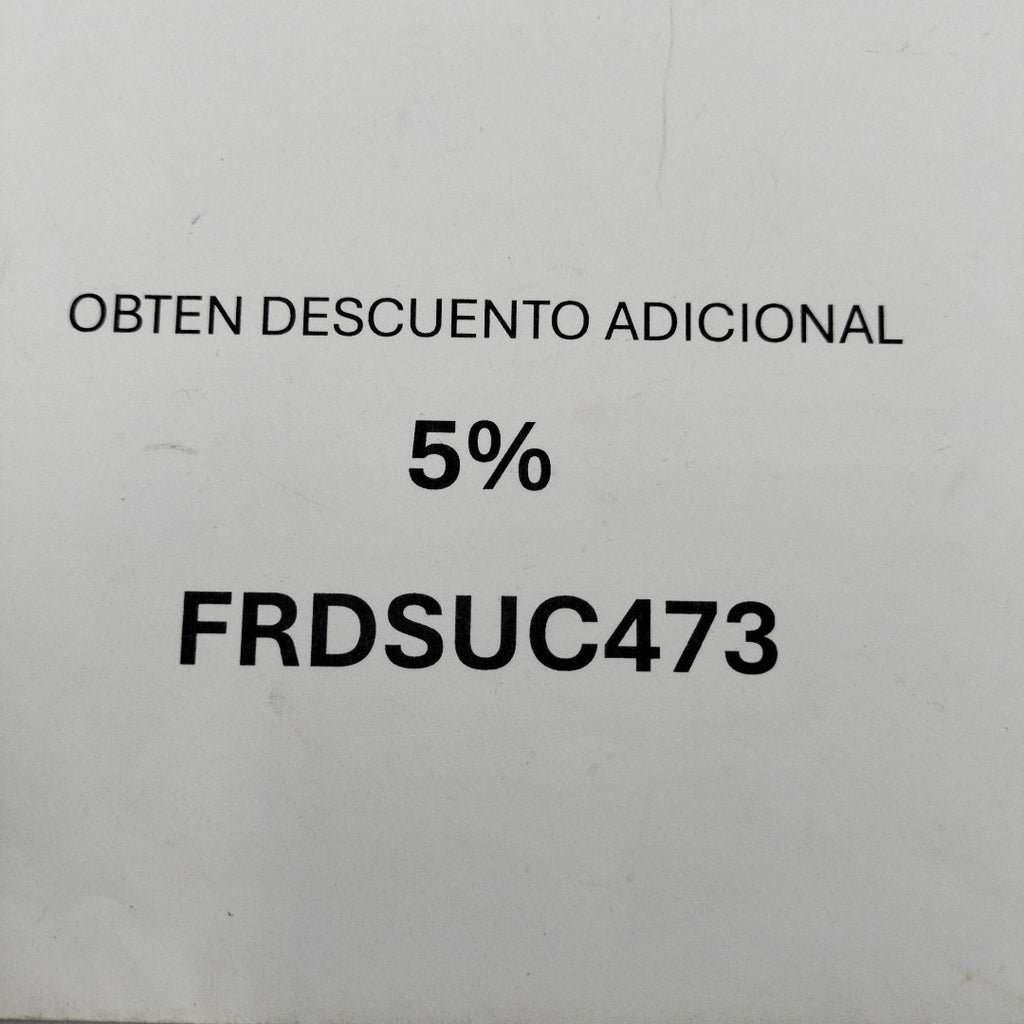 OBTEN DESCUENTO ADICIONAL
5%
FRDSUC473